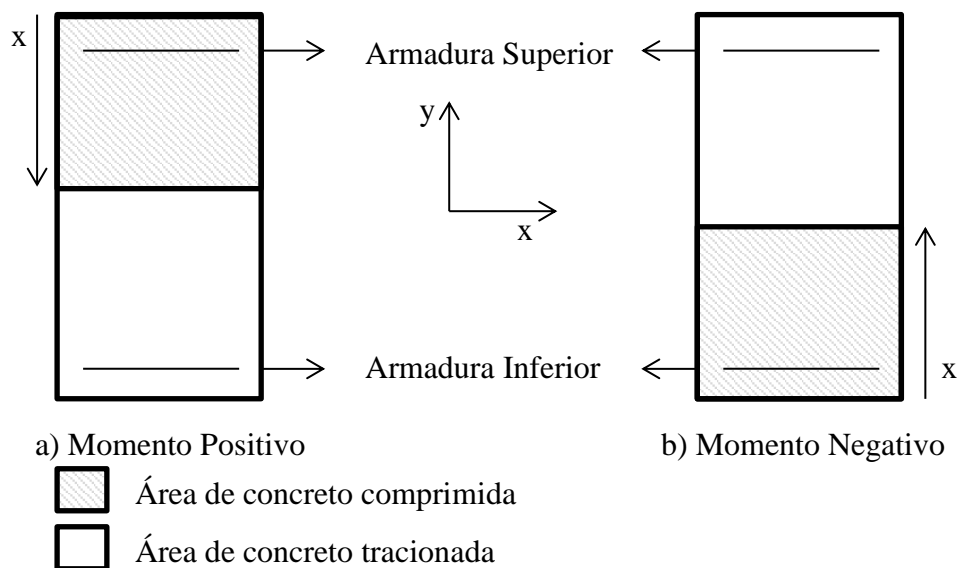 x
Armadura Superior
y
x
Armadura Inferior
x
a) Momento Positivo
b) Momento Negativo
Área de concreto comprimida
Área de concreto tracionada